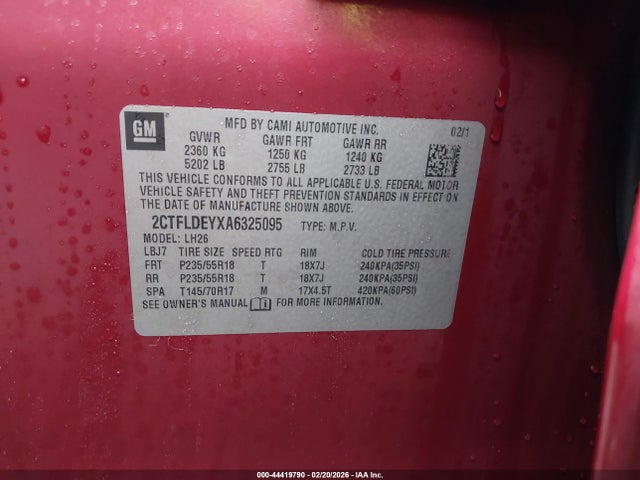 GM
MFD BY CAMI AUTOMOTIVE INC. 02/1
GVWR GAWR FRT GAWR RR
2360 KG 1250 KG 1240 KG
5202 LB 2755 LB 2733 LB
THIS VEHICLE CONFORMS TO ALL APPLICABLE U.S. FEDERAL MOTOR
VEHICLE SAFETY AND THEFT PREVENTION STANDARDS IN EFFECT ON
THE DATE OF MANUFACTURE SHOWN ABOVE.
2CTFLDEYXA6325095 TYPE: M.P.V.
MODEL: LH26
LBJ7 TIRE SIZE SPEED RTG RIM COLD TIRE PRESSURE
FRT P235/55R18 T 18X7J 240KPA(35PSI)
RR P235/55R18 T 18X7J 240KPA(35PSI)
SPA T145/70R17 M 17X4.5T 420KPA(60PSI)
SEE OWNER'S MANUAL FOR MORE INFORMATION.
000-44419790 - 02/20/2026 - IAAI.com